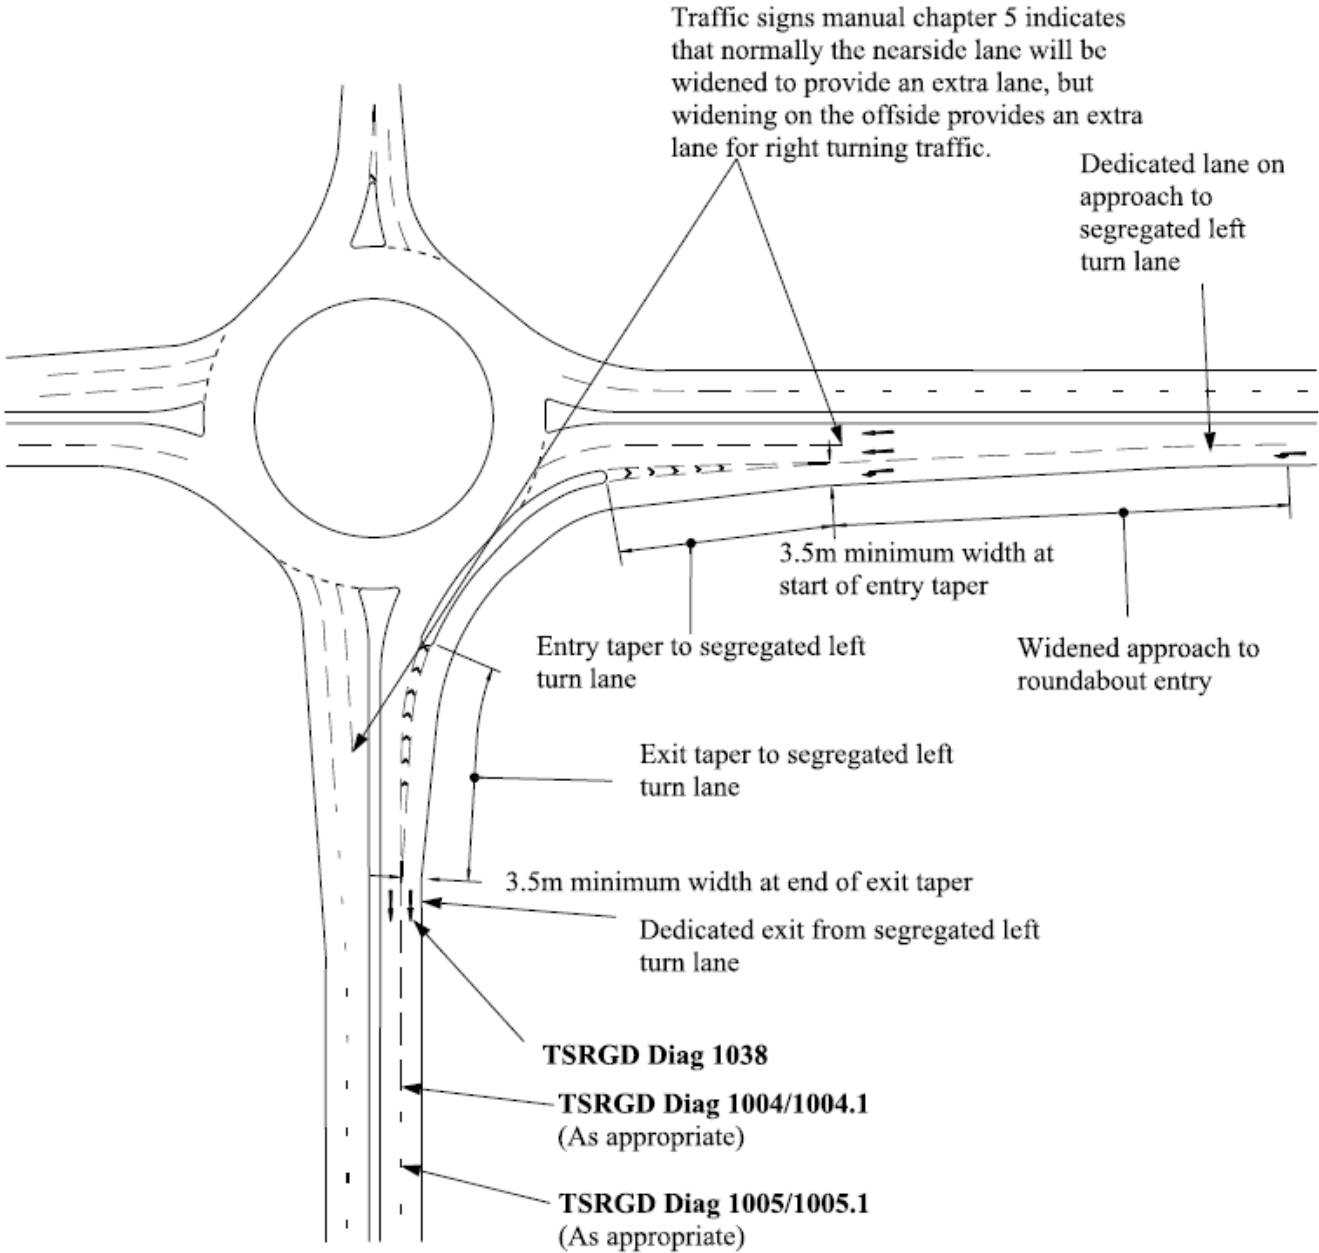 Traffic signs manual chapter 5 indicates
that normally the nearside lane will be
widened to provide an extra lane, but
widening on the offside provides an extra
lane for right turning traffic.
Dedicated lane on
approach to
segregated left
turn lane
3.5m minimum width at
start of entry taper
Entry taper to segregated left
turn lane
Widened approach to
roundabout entry
Exit taper to segregated left
turn lane
3.5m minimum width at end of exit taper
Dedicated exit from segregated left
turn lane
TSRGD Diag 1038
TSRGD Diag 1004/1004.1
(As appropriate)
TSRGD Diag 1005/1005.1
(As appropriate)